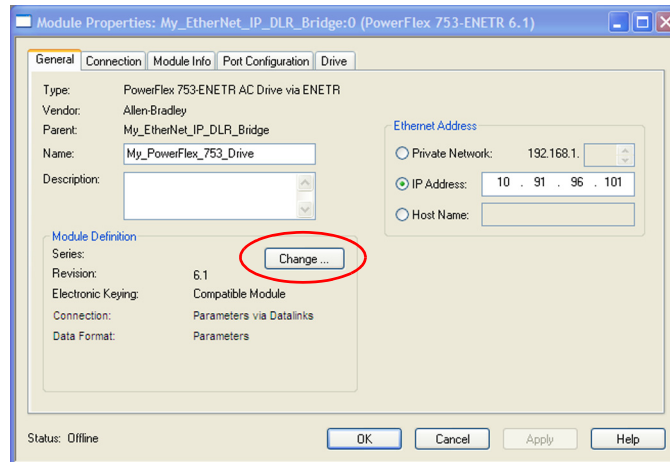 Module Properties: My_EtherNet_IP_DLR_Bridge:0 (PowerFlex 753-ENETR 6.1)
General Connection Module Info Port Configuration Drive
Type: PowerFlex 753-ENETR AC Drive via ENETR
Vendor: Allen-Bradley
Parent: My_EtherNet_IP_DLR_Bridge
Name: My_PowerFlex_753_Drive
Description:
Ethernet Address
Private Network: 192.168.1.
IP Address: 10 . 91 . 96 . 101
Host Name:
Module Definition
Series:
Change ...
Revision: 6.1
Electronic Keying: Compatible Module
Connection: Parameters via Datalinks
Data Format: Parameters
Status: Offline
OK Cancel Apply Help